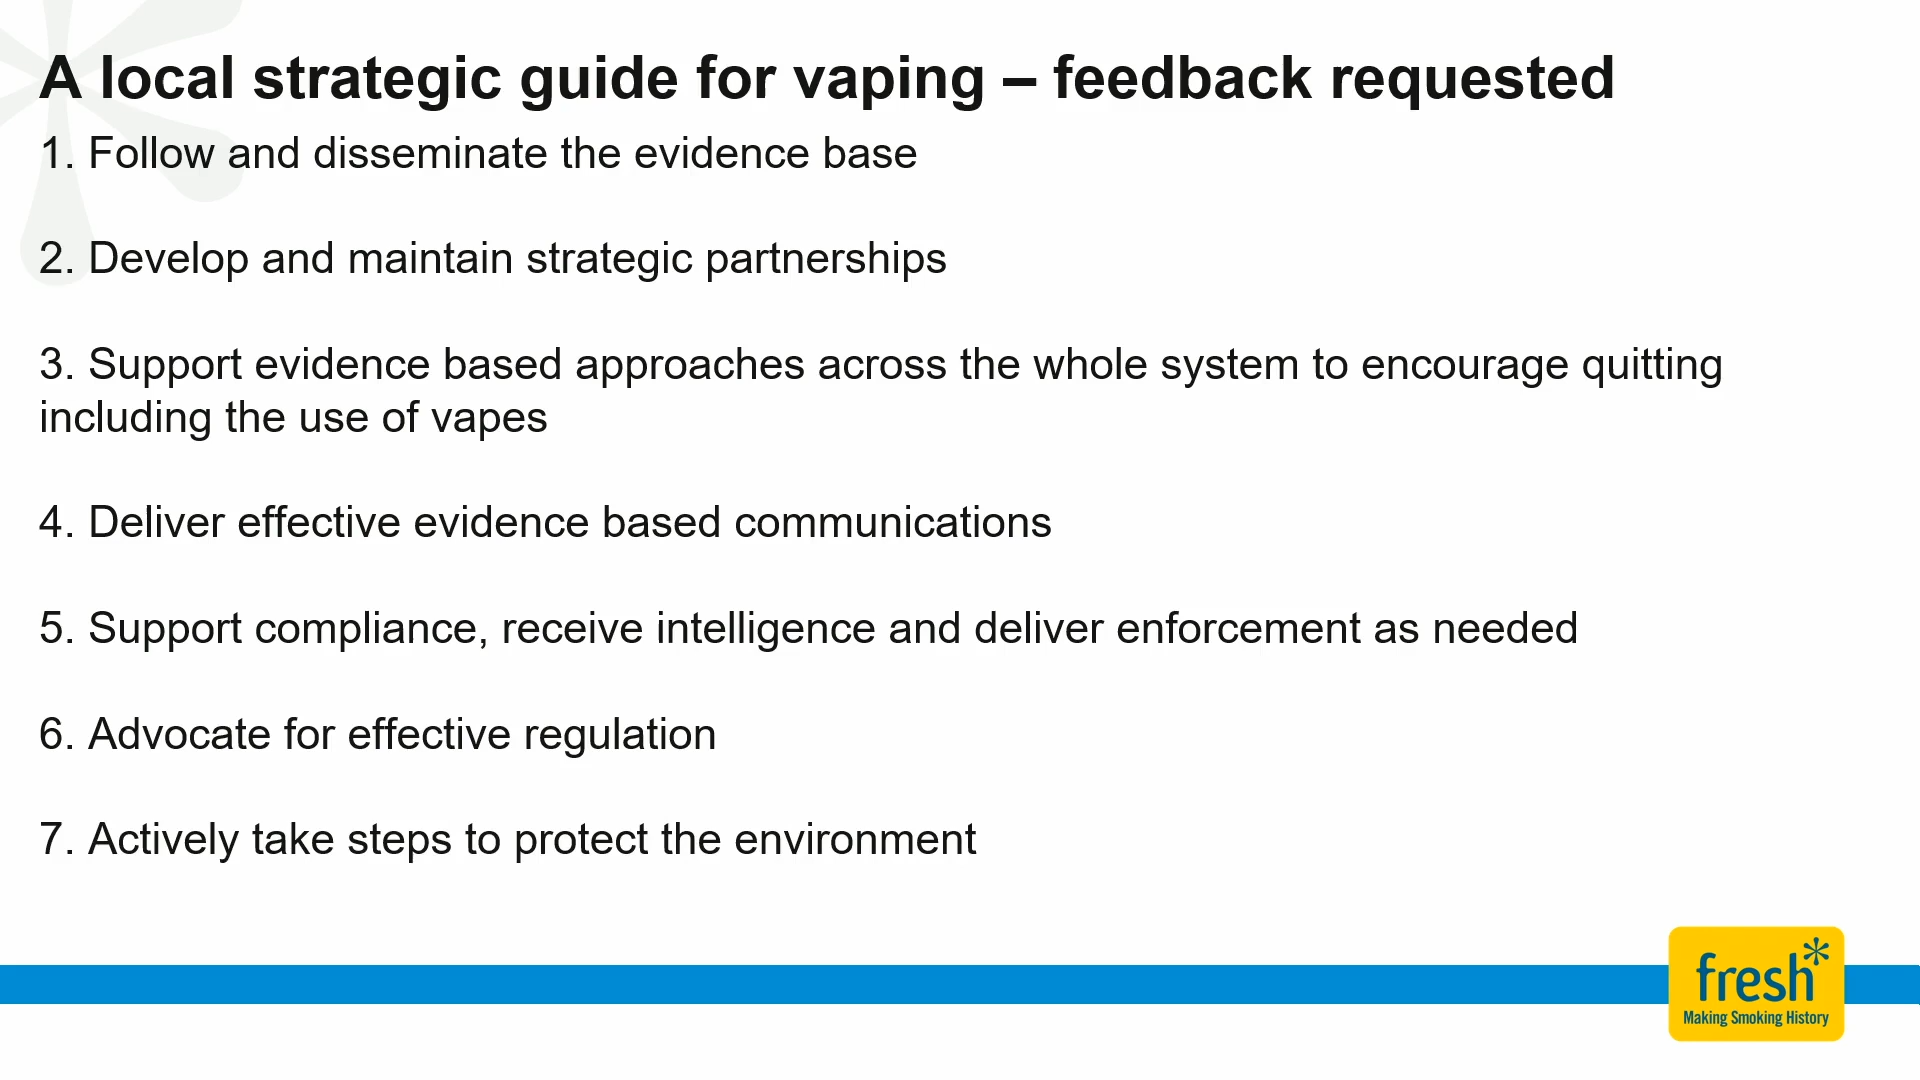 A local strategic guide for vaping – feedback requested
1. Follow and disseminate the evidence base
2. Develop and maintain strategic partnerships
3. Support evidence based approaches across the whole system to encourage quitting
including the use of vapes
4. Deliver effective evidence based communications
5. Support compliance, receive intelligence and deliver enforcement as needed
6. Advocate for effective regulation
7. Actively take steps to protect the environment
fresh*
Making Smoking History